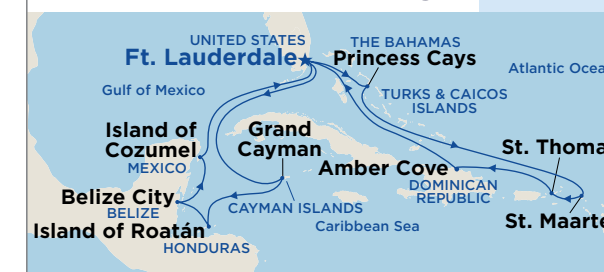 UNITED STATES
Ft. Lauderdale
THE BAHAMAS
Princess Cays
Atlantic Ocea
Gulf of Mexico
TURKS & CAICOS
ISLANDS
Island of
Cozumel
MEXICO
Grand
Cayman
St. Thoma
Amber Cove
DOMINICAN
REPUBLIC
Belize City
BELIZE
CAYMAN ISLANDS
St. Maarte
Island of Roatán
Caribbean Sea
HONDURAS